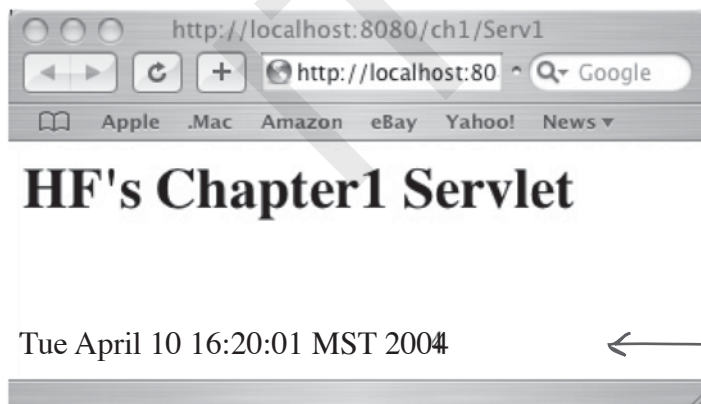 http://localhost:8080/ch1/Serv1
http://localhost:80 Google
Apple .Mac Amazon eBay Yahoo! News
HF's Chapter1 Servlet
Tue April 10 16:20:01 MST 2004